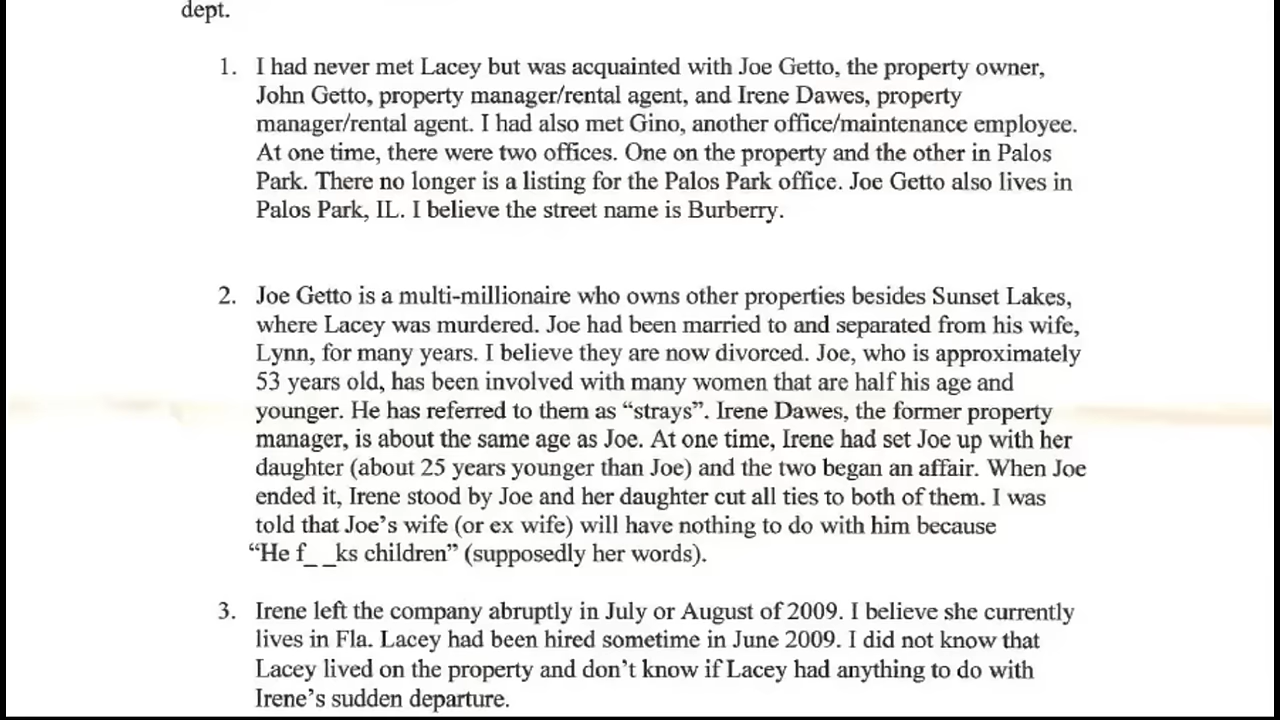 dept.
1. I had never met Lacey but was acquainted with Joe Getto, the property owner,
John Getto, property manager/rental agent, and Irene Dawes, property
manager/rental agent. I had also met Gino, another office/maintenance employee.
At one time, there were two offices. One on the property and the other in Palos
Park. There no longer is a listing for the Palos Park office. Joe Getto also lives in
Palos Park, IL. I believe the street name is Burberry.
2. Joe Getto is a multi-millionaire who owns other properties besides Sunset Lakes,
where Lacey was murdered. Joe had been married to and separated from his wife,
Lynn, for many years. I believe they are now divorced. Joe, who is approximately
53 years old, has been involved with many women that are half his age and
younger. He has referred to them as “strays”. Irene Dawes, the former property
manager, is about the same age as Joe. At one time, Irene had set Joe up with her
daughter (about 25 years younger than Joe) and the two began an affair. When Joe
ended it, Irene stood by Joe and her daughter cut all ties to both of them. I was
told that Joe’s wife (or ex wife) will have nothing to do with him because
“He f_ _ks children” (supposedly her words).
3. Irene left the company abruptly in July or August of 2009. I believe she currently
lives in Fla. Lacey had been hired sometime in June 2009. I did not know that
Lacey lived on the property and don’t know if Lacey had anything to do with
Irene’s sudden departure.